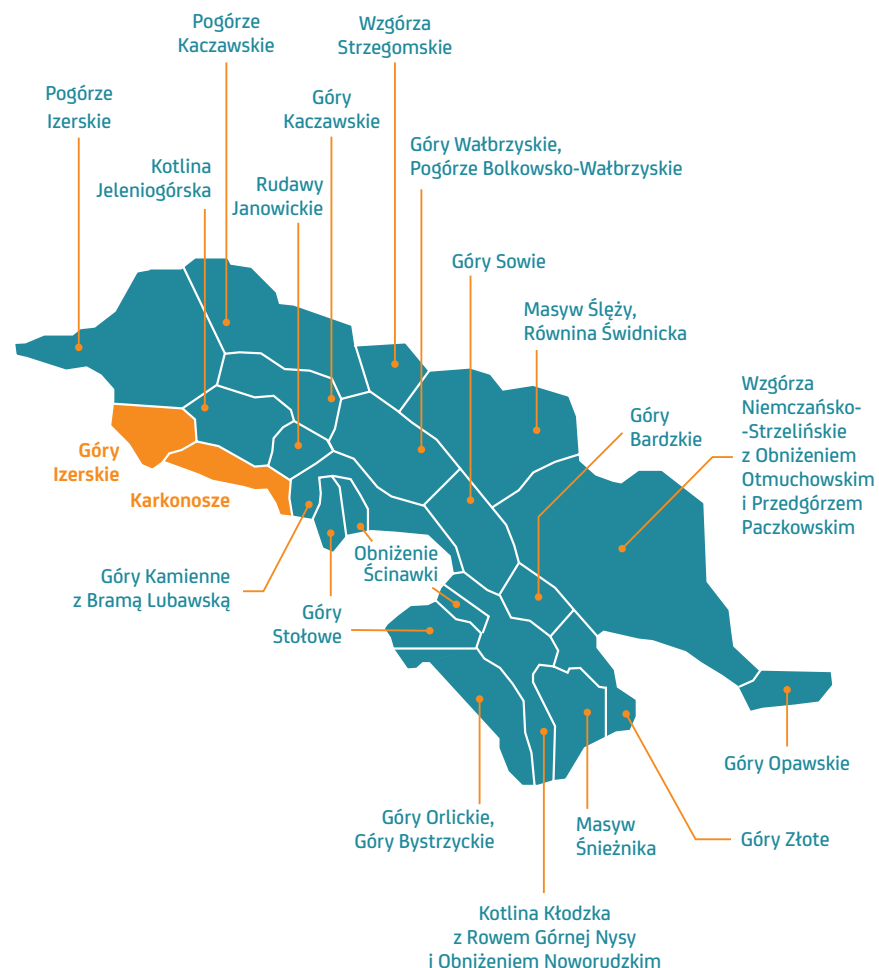 Pogórze
Kaczawskie
Wzgórza
Strzegomskie
Pogórze
Izerskie
Góry
Kaczawskie
Góry Wałbrzyskie,
Pogórze Bolkowsko-Wałbrzyskie
Kotlina
Jeleniogórska
Rudawy
Janowickie
Góry Sowie
Masyw Ślęży,
Równina Świdnicka
Wzgórza
Niemczańsko-
-Strzelińskie
z Obniżeniem
Otmuchowskim
i Przedgórzem
Paczkowskim
Góry
Bardzkie
Góry
Izerskie
Karkonosze
Obniżenie
Ścinawki
Góry Kamienne
z Bramą Lubawską
Góry
Stołowe
Góry Opawskie
Góry Orlickie,
Góry Bystrzyckie
Masyw
Śnieżnika
Góry Złote
Kotlina Kłodzka
z Rowem Górnej Nysy
i Obniżeniem Noworudzkim